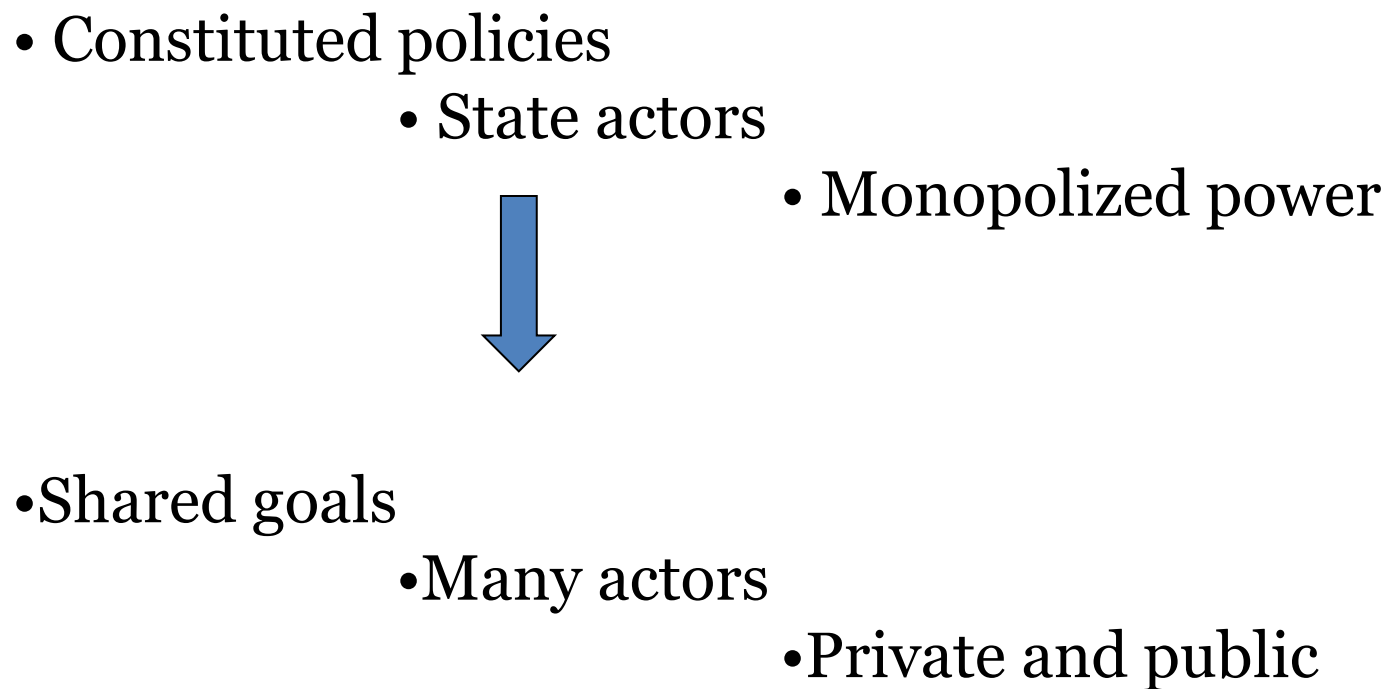 • Constituted policies
• State actors
• Monopolized power
•Shared goals
•Many actors
•Private and public